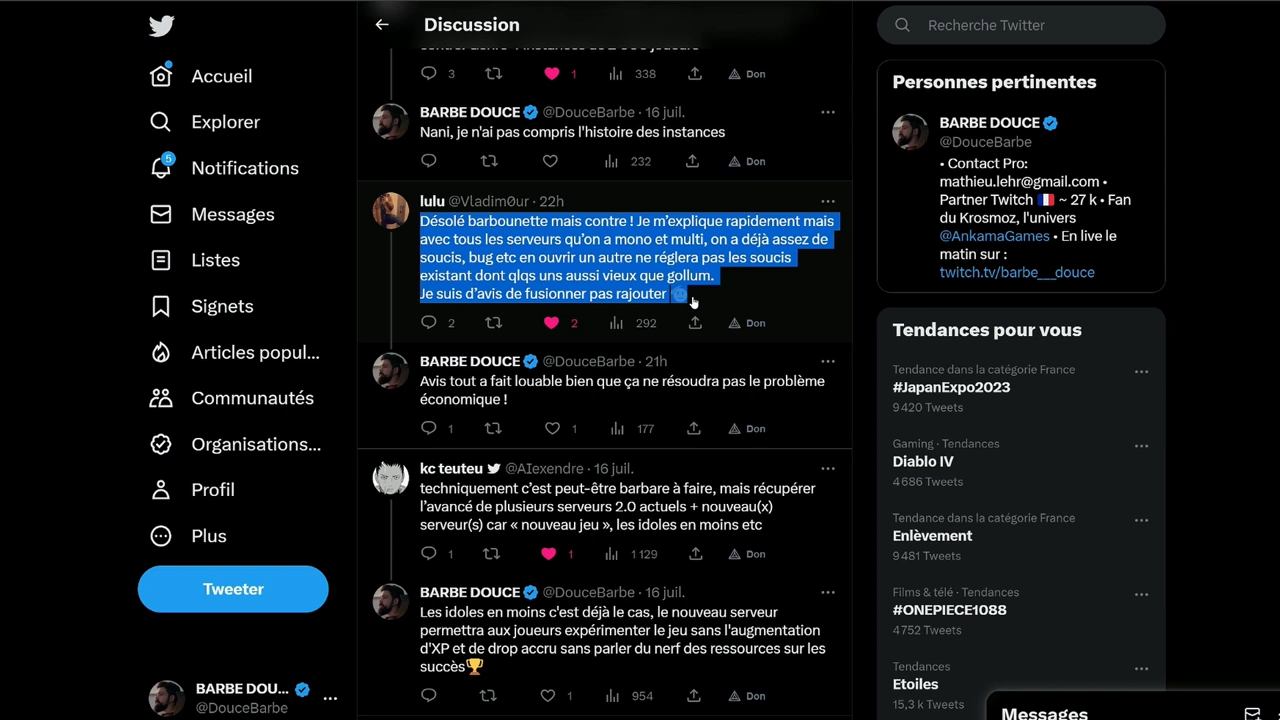 Accueil
Explorer
5
Notifications
Messages
Listes
Signets
Articles popul...
Communautés
Organisations...
Profil
Plus
Tweeter
BARBE DOU...
@DouceBarbe
Discussion
3 1 338 Don
BARBE DOUCE @DouceBarbe · 16 juil.
Nani, je n'ai pas compris l'histoire des instances
232 Don
lulu @Vladim0ur · 22h
Désolé barbounette mais contre ! Je m'explique rapidement mais
avec tous les serveurs qu'on a mono et multi, on a déjà assez de
soucis, bug etc en ouvrir un autre ne réglera pas les soucis
existant dont qlqs uns aussi vieux que gollum.
Je suis d'avis de fusionner pas rajouter
2 2 292 Don
BARBE DOUCE @DouceBarbe · 21h
Avis tout a fait louable bien que ça ne résoudra pas le problème
économique !
1 1 177 Don
kc teuteu @AIexendre · 16 juil.
techniquement c'est peut-être barbare à faire, mais récupérer
l'avancé de plusieurs serveurs 2.0 actuels + nouveau(x)
serveur(s) car « nouveau jeu », les idoles en moins etc
1 1 1 129 Don
BARBE DOUCE @DouceBarbe · 16 juil.
Les idoles en moins c'est déjà le cas, le nouveau serveur
permettra aux joueurs expérimenter le jeu sans l'augmentation
d'XP et de drop accru sans parler du nerf des ressources sur les
succès🏆
1 954 Don
Recherche Twitter
Personnes pertinentes
BARBE DOUCE
@DouceBarbe
• Contact Pro:
mathieu.lehr@gmail.com •
Partner Twitch 🇫🇷 ~ 27 k • Fan
du Krosmoz, l'univers
@AnkamaGames • En live le
matin sur :
twitch.tv/barbe___douce
Tendances pour vous
Tendance dans la catégorie France
#JapanExpo2023
9 420 Tweets
Gaming · Tendances
Diablo IV
4 686 Tweets
Tendance dans la catégorie France
Enlèvement
9 481 Tweets
Films & télé · Tendances
#ONEPIECE1088
4 752 Tweets
Tendances
Etoiles
15,3 k Tweets
Messages